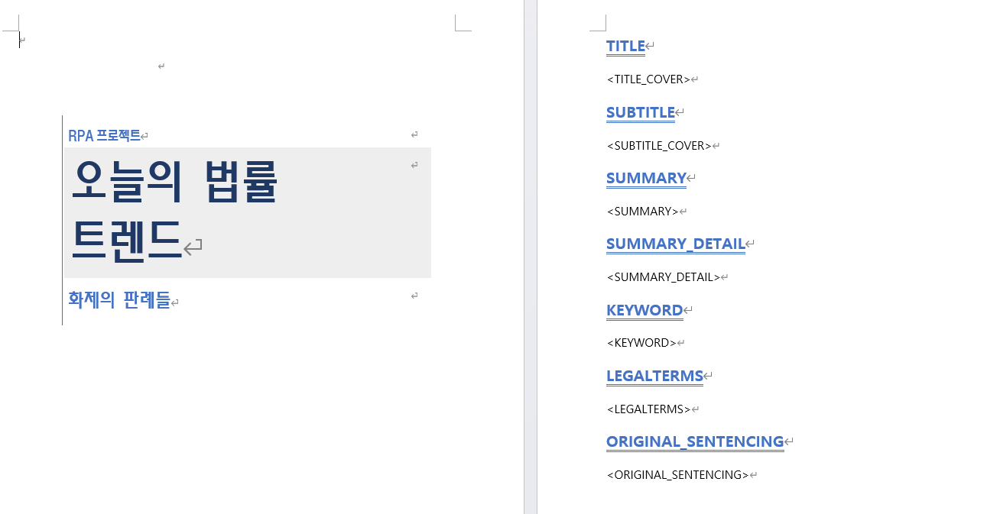 RPA 프로젝트
오늘의 법률
트렌드
화제의 판례들
TITLE
<TITLE_COVER>
SUBTITLE
<SUBTITLE_COVER>
SUMMARY
<SUMMARY>
SUMMARY_DETAIL
<SUMMARY_DETAIL>
KEYWORD
<KEYWORD>
LEGALTERMS
<LEGALTERMS>
ORIGINAL_SENTENCING
<ORIGINAL_SENTENCING>